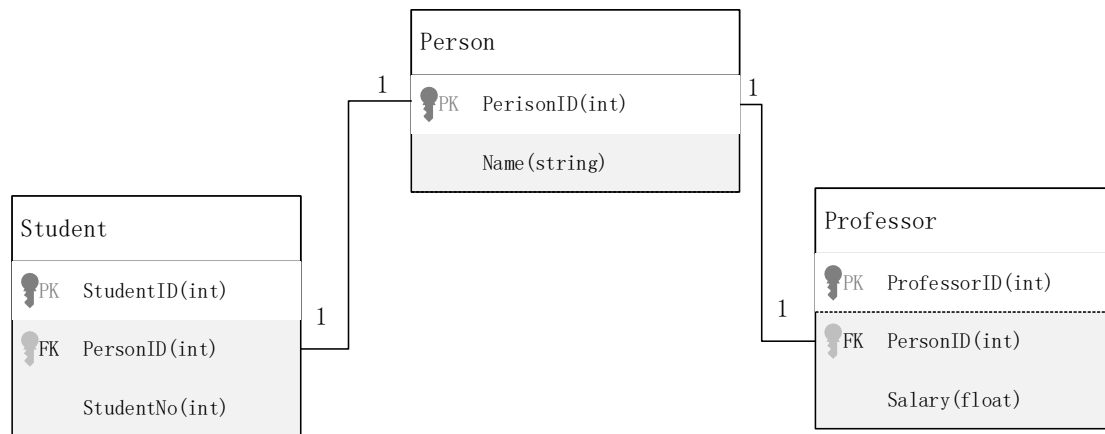 Person
1
1
PK PerisonID(int)
Name(string)
Student
PK StudentID(int)
1
FK PersonID(int)
StudentNo(int)
Professor
PK ProfessorID(int)
1
FK PersonID(int)
Salary(float)